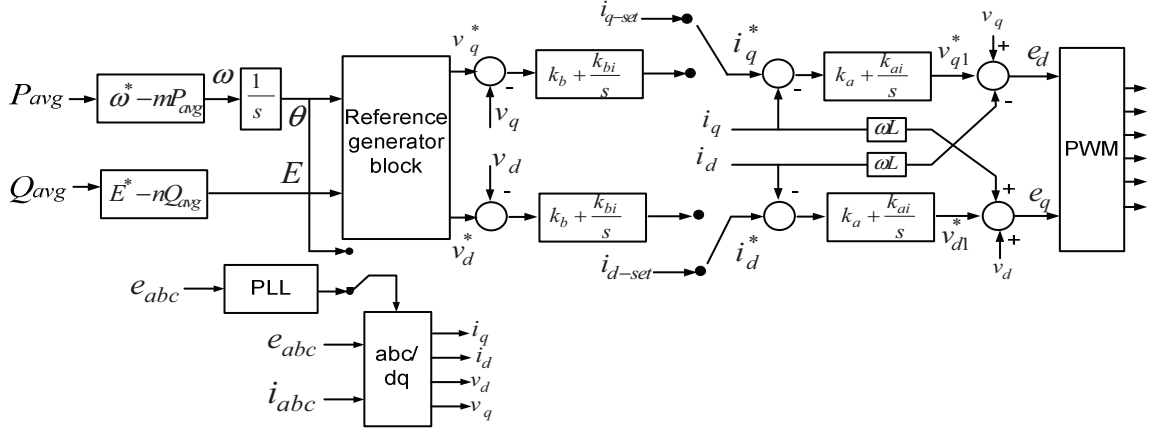 P_avg
ω* − mP_avg
ω
1/s
θ
Q_avg
E* − nQ_avg
E
Reference
generator
block
v_q*
-
v_q
k_b + k_bi/s
v_d
-
v_d*
k_b + k_bi/s
i_q-set
i_q*
-
k_a + k_ai/s
v_q1*
v_q
+
-
e_d
i_q
ωL
i_d
ωL
PWM
-
i_d*
i_d-set
k_a + k_ai/s
v_d1*
+
+
v_d
e_q
e_abc
PLL
e_abc
i_abc
abc/
dq
i_q
i_d
v_d
v_q